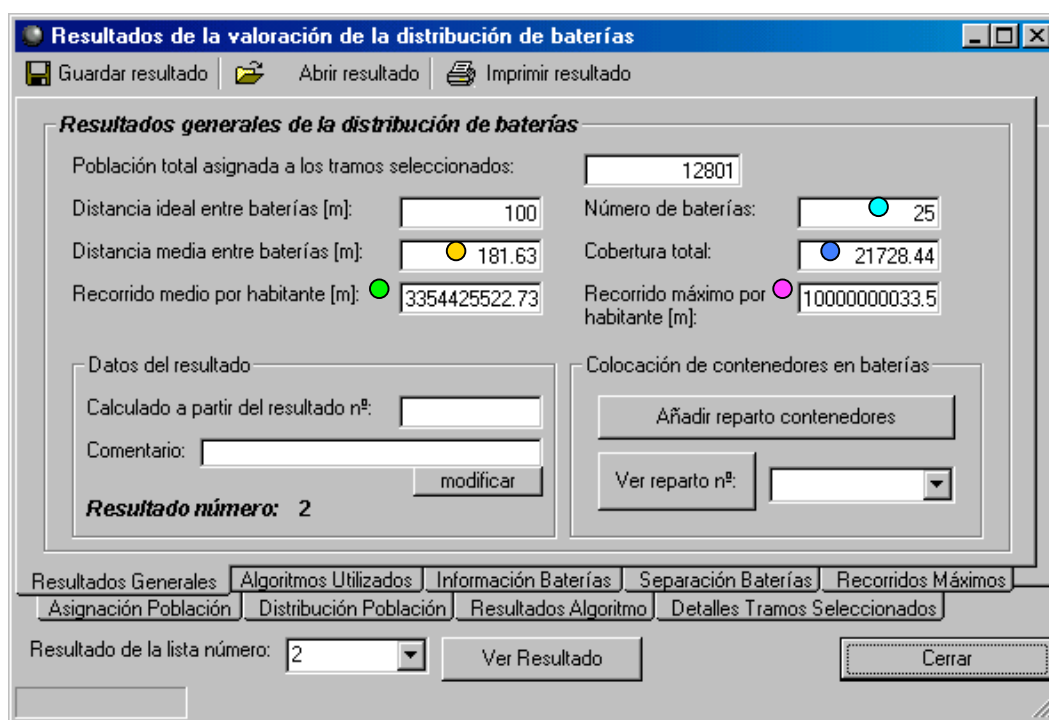 Resultados de la valoración de la distribución de baterías
Guardar resultado Abrir resultado Imprimir resultado
Resultados generales de la distribución de baterías
Población total asignada a los tramos seleccionados: 12801
Distancia ideal entre baterías [m]: 100 Número de baterías: 25
Distancia media entre baterías [m]: 181.63 Cobertura total: 21728.44
Recorrido medio por habitante [m]: 3354425522.73 Recorrido máximo por 10000000033.5
habitante [m]:
Datos del resultado
Calculado a partir del resultado nº:
Comentario:
modificar
Resultado número: 2
Colocación de contenedores en baterías
Añadir reparto contenedores
Ver reparto nº:
Resultados Generales Algoritmos Utilizados Información Baterías Separación Baterías Recorridos Máximos
Asignación Población Distribución Población Resultados Algoritmo Detalles Tramos Seleccionados
Resultado de la lista número: 2 Ver Resultado Cerrar